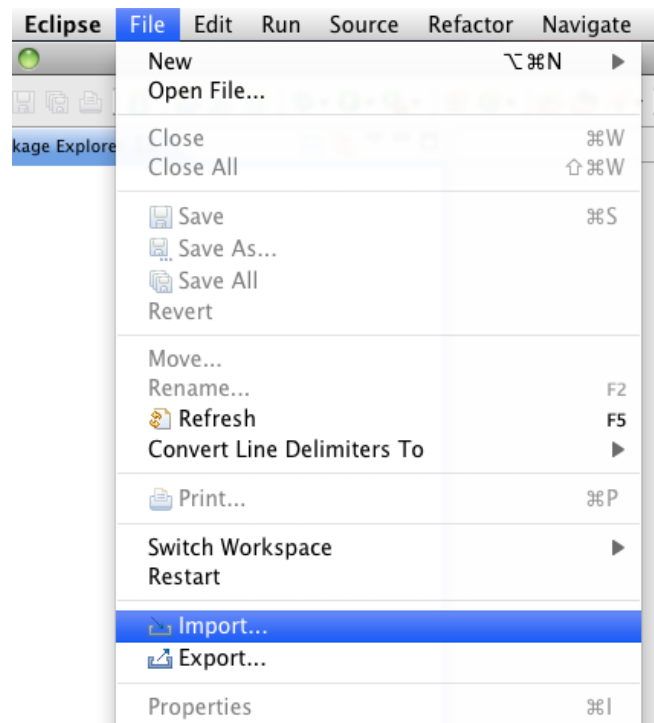 Eclipse File Edit Run Source Refactor Navigate
New ⌥⌘N ▶
Open File...
Close ⌘W
kage Explore
Close All ⇧⌘W
Save ⌘S
Save As...
Save All
Revert
Move...
Rename... F2
Refresh F5
Convert Line Delimiters To ▶
Print... ⌘P
Switch Workspace ▶
Restart
Import...
Export...
Properties ⌘I